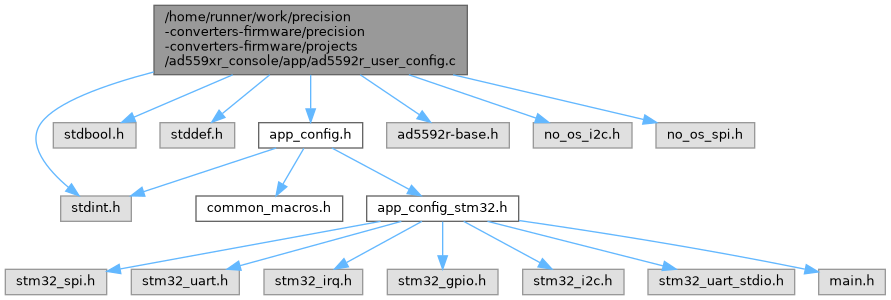 /home/runner/work/precision
-converters-firmware/precision
-converters-firmware/projects
/ad559xr_console/app/ad5592r_user_config.c
stdbool.h
stddef.h
app_config.h
ad5592r-base.h
no_os_i2c.h
no_os_spi.h
stdint.h
common_macros.h
app_config_stm32.h
stm32_spi.h
stm32_uart.h
stm32_irq.h
stm32_gpio.h
stm32_i2c.h
stm32_uart_stdio.h
main.h